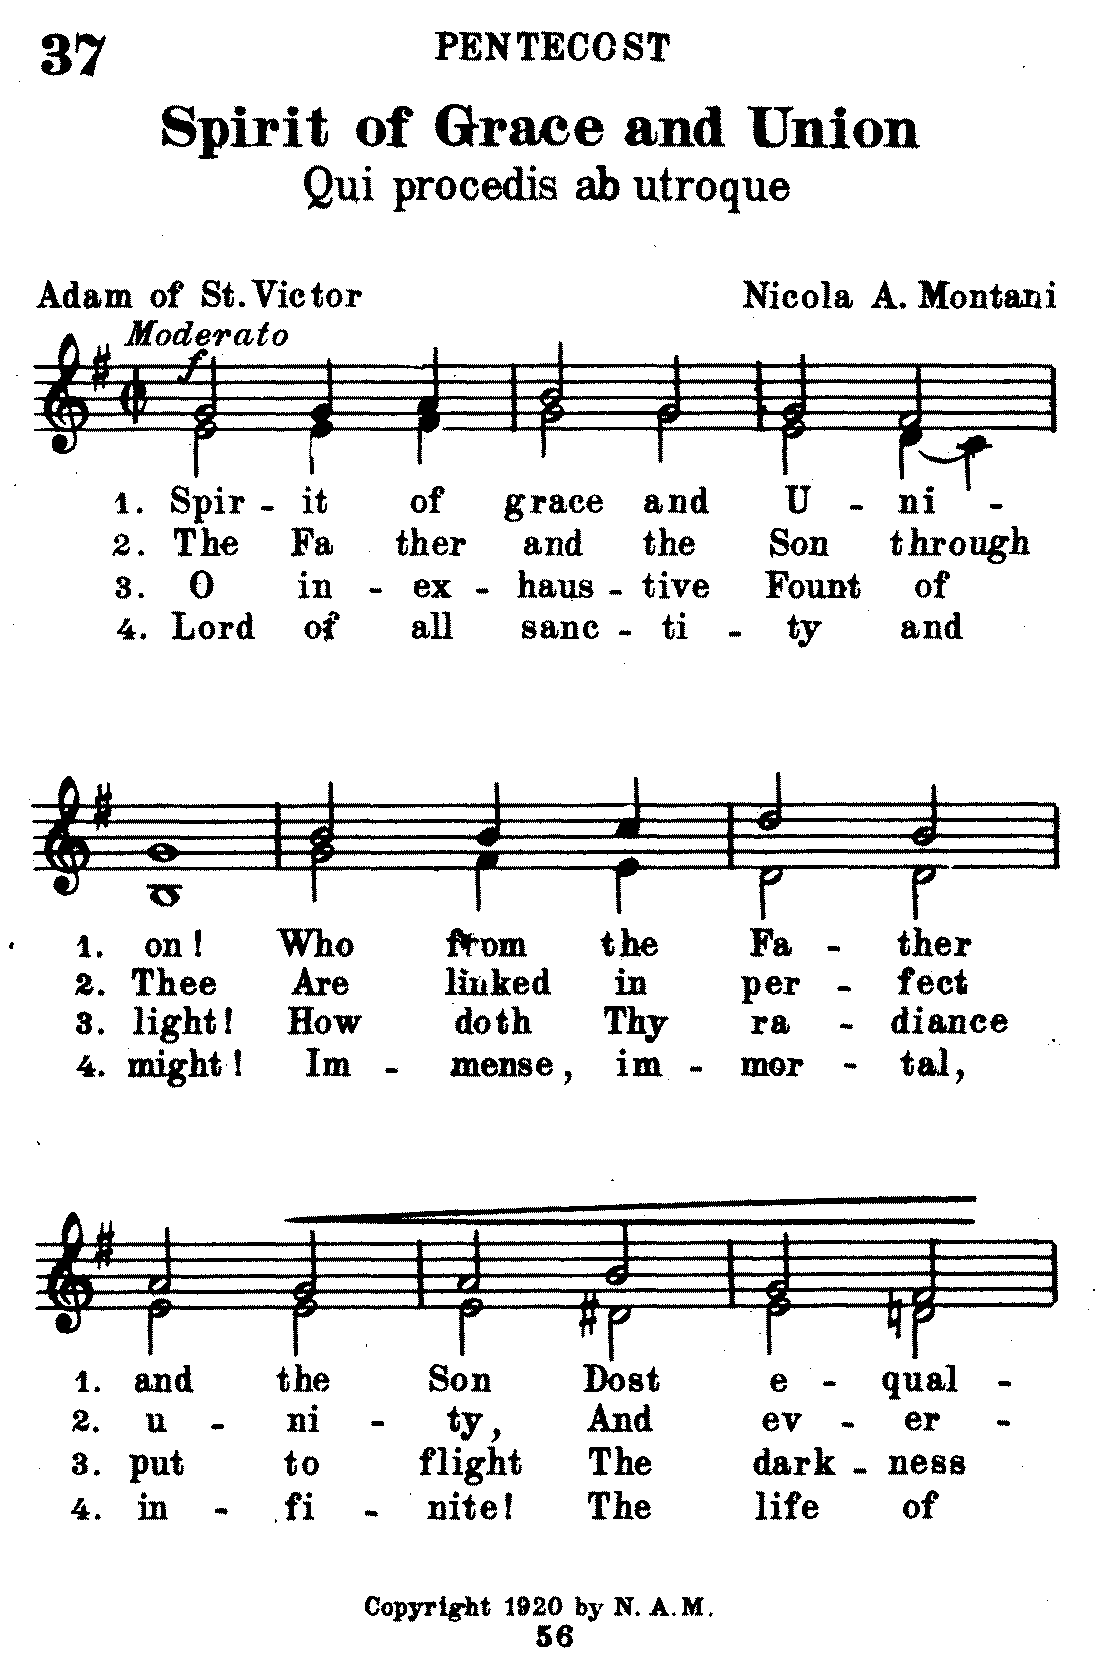 37
PENTECOST
Spirit of Grace and Union
Qui procedis ab utroque
Adam of St. Victor
Nicola A. Montani
Moderato
f
1. Spir - it of grace and U - ni -
2. The Fa ther and the Son through
3. O in - ex - haus - tive Fount of
4. Lord of all sanc - ti - ty and
1. on! Who from the Fa - ther
2. Thee Are linked in per - fect
3. light! How doth Thy ra - diance
4. might! Im - mense, im - mor - tal,
1. and the Son Dost e - qual -
2. u - ni - ty, And ev - er -
3. put to flight The dark - ness
4. in - fi - nite! The life of
Copyright 1920 by N. A. M.
56